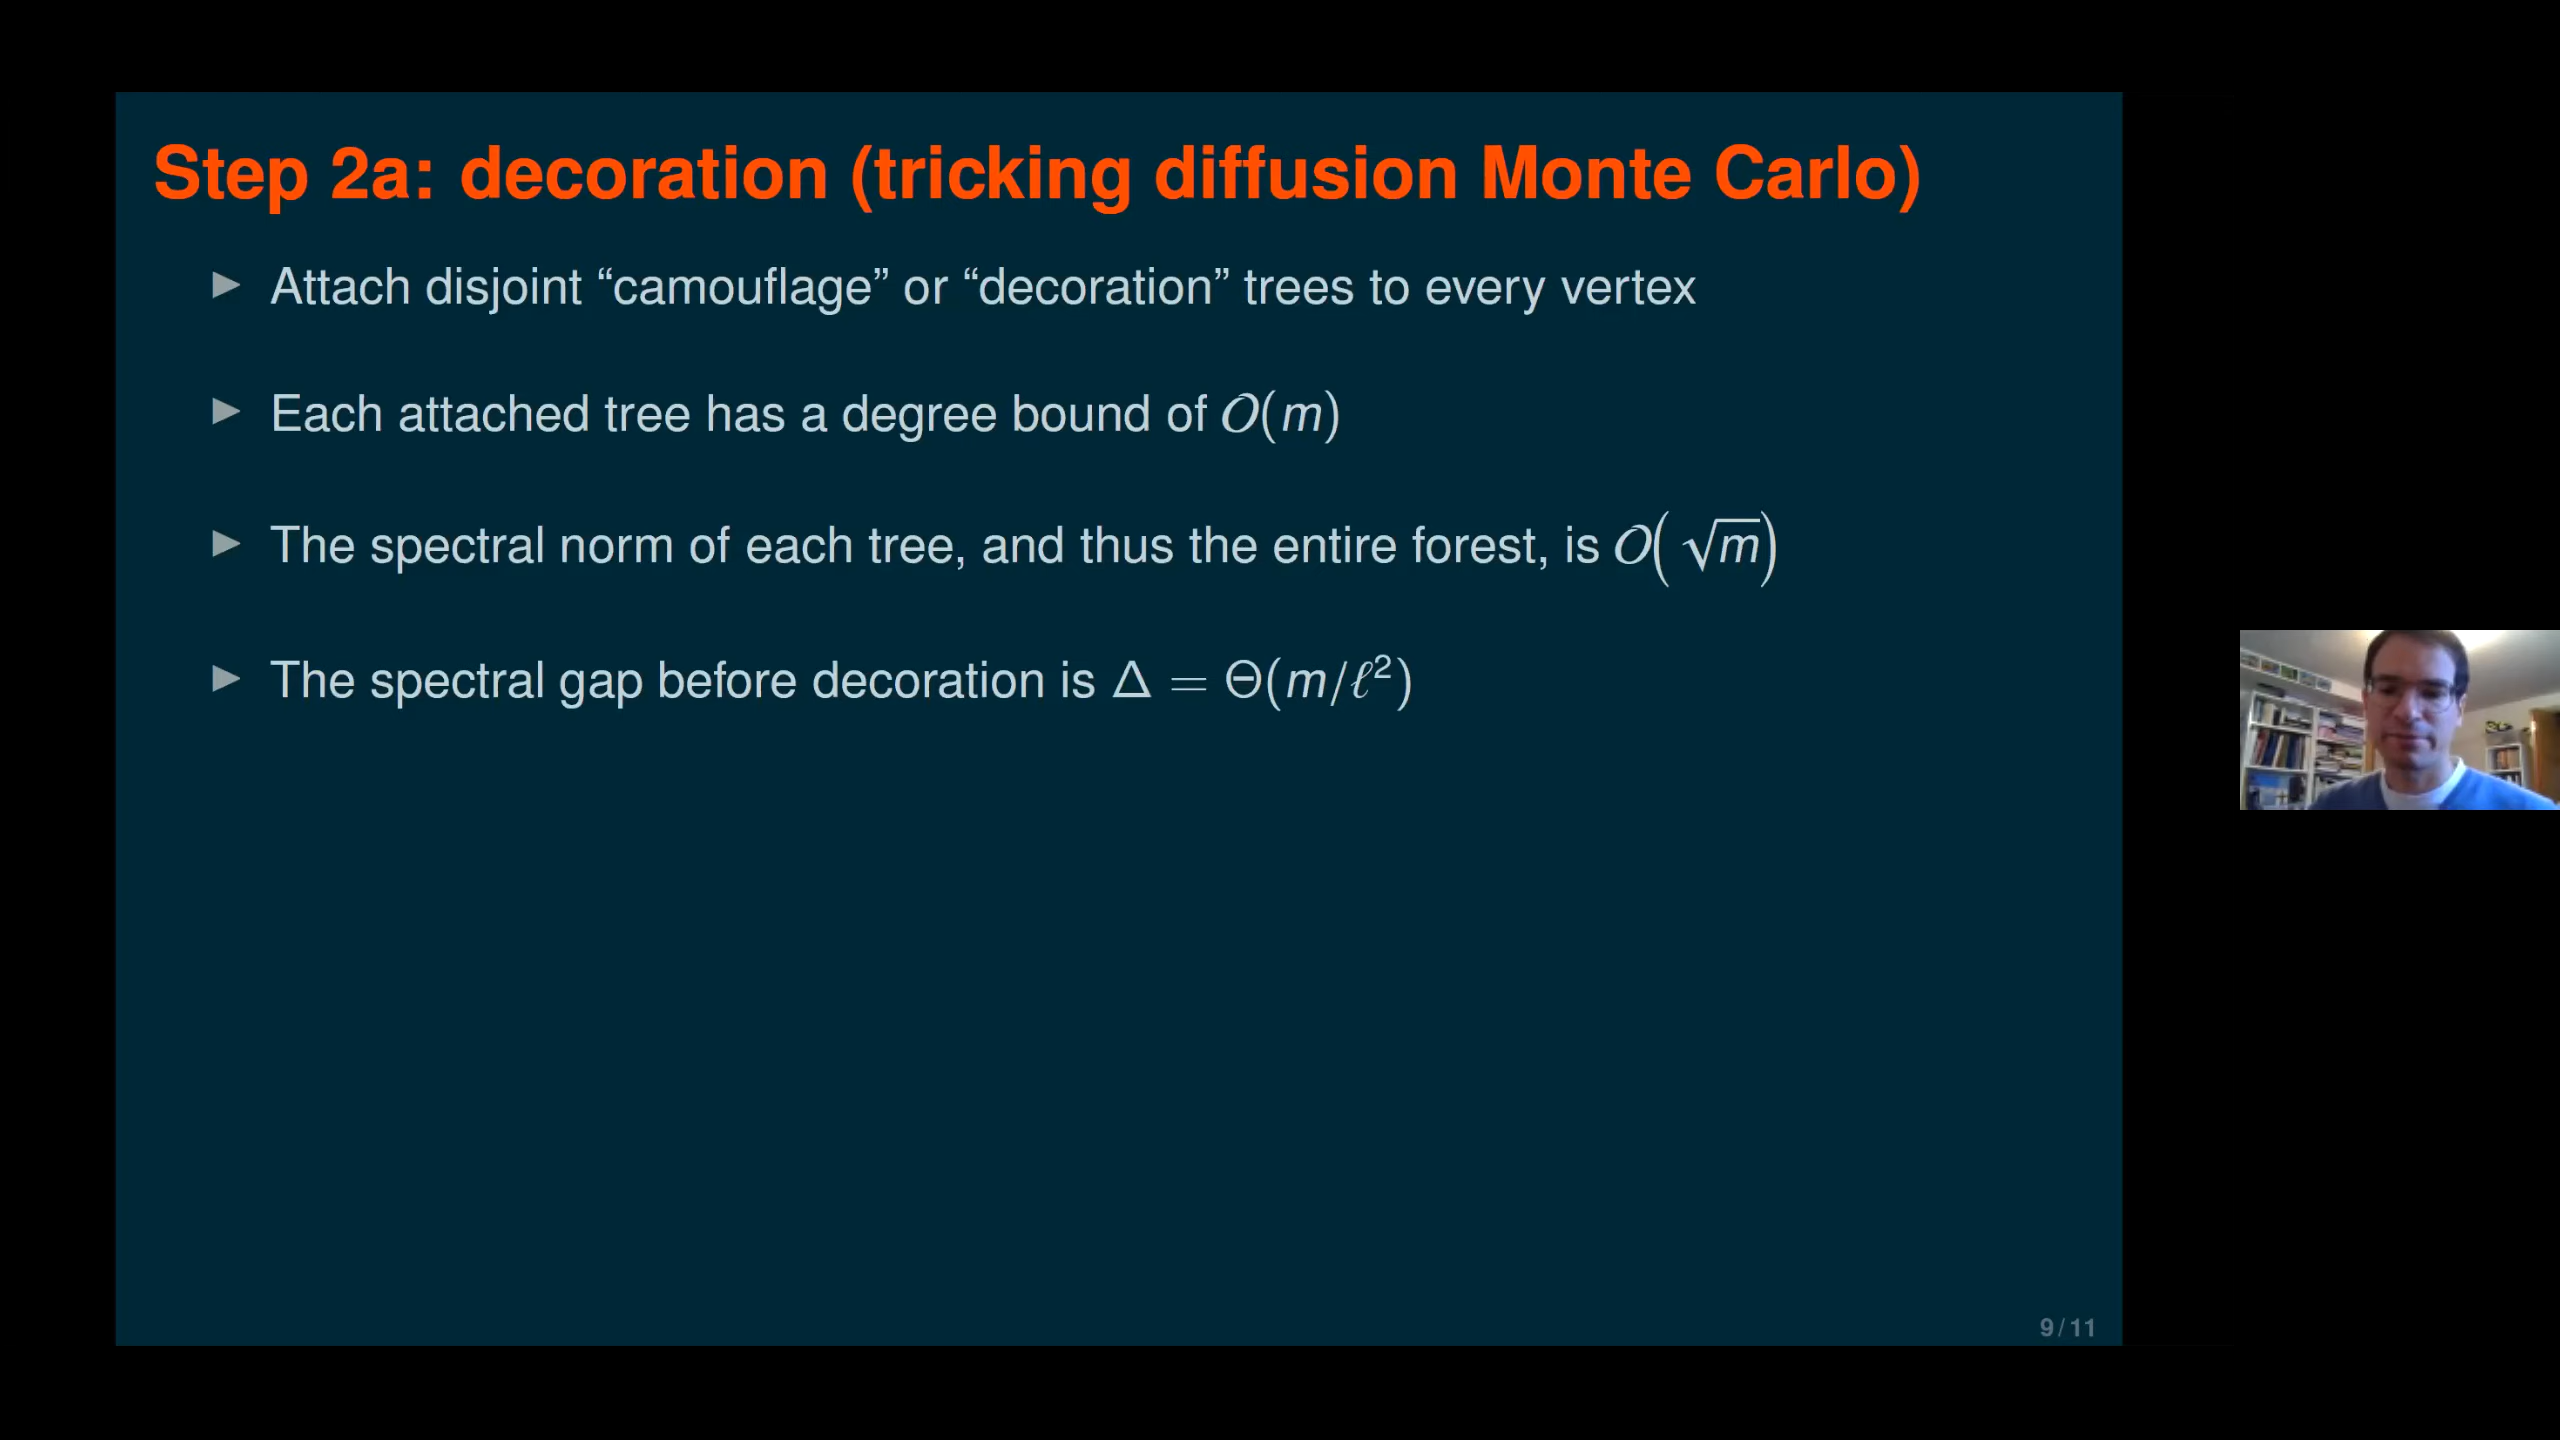 Step 2a: decoration (tricking diffusion Monte Carlo)
▶ Attach disjoint “camouflage” or “decoration” trees to every vertex
▶ Each attached tree has a degree bound of O(m)
▶ The spectral norm of each tree, and thus the entire forest, is O(√m)
▶ The spectral gap before decoration is Δ = Θ(m/ℓ²)
9/11